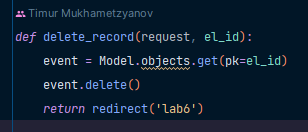 Timur Mukhametzyanov
def delete_record(request, el_id):
    event = Model.objects.get(pk=el_id)
    event.delete()
    return redirect('lab6')